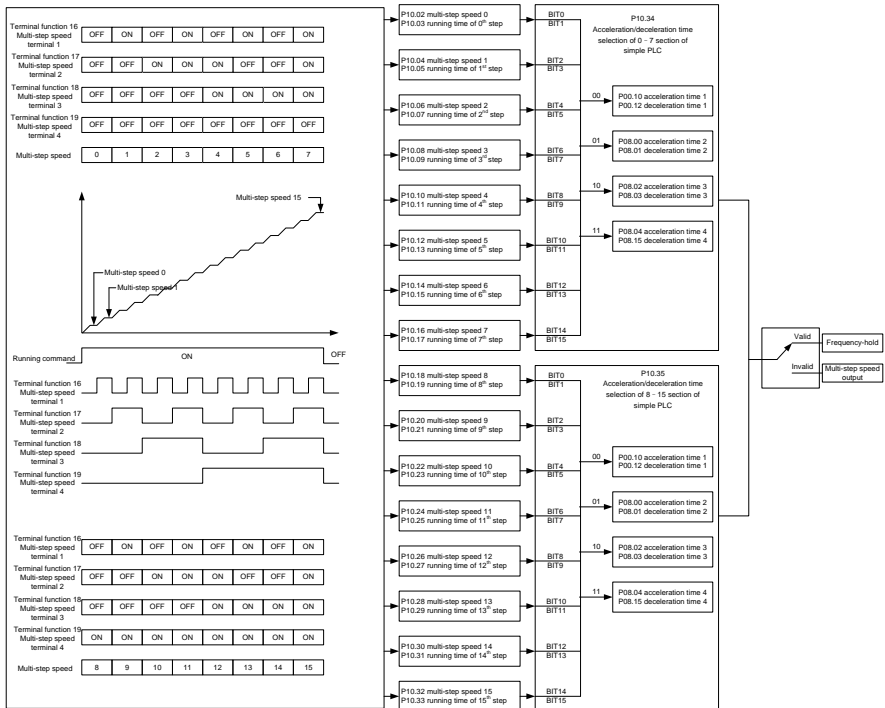 Terminal function 16
Multi-step speed
terminal 1
OFF ON OFF ON OFF ON OFF ON
Terminal function 17
Multi-step speed
terminal 2
OFF OFF ON ON OFF OFF ON ON
Terminal function 18
Multi-step speed
terminal 3
OFF OFF OFF OFF ON ON ON ON
Terminal function 19
Multi-step speed
terminal 4
OFF OFF OFF OFF OFF OFF OFF OFF
Multi-step speed
0 1 2 3 4 5 6 7
Multi-step speed 15
Multi-step speed 0
Multi-step speed 1
Running command
ON
OFF
Terminal function 16
Multi-step speed
terminal 1
Terminal function 17
Multi-step speed
terminal 2
Terminal function 18
Multi-step speed
terminal 3
Terminal function 19
Multi-step speed
terminal 4
Terminal function 16
Multi-step speed
terminal 1
OFF ON OFF ON OFF ON OFF ON
Terminal function 17
Multi-step speed
terminal 2
OFF OFF ON ON OFF OFF ON ON
Terminal function 18
Multi-step speed
terminal 3
OFF OFF OFF OFF ON ON ON ON
Terminal function 19
Multi-step speed
terminal 4
ON ON ON ON ON ON ON ON
Multi-step speed
8 9 10 11 12 13 14 15
P10.02 multi-step speed 0
P10.03 running time of 0th step
P10.04 multi-step speed 1
P10.05 running time of 1st step
P10.06 multi-step speed 2
P10.07 running time of 2nd step
P10.08 multi-step speed 3
P10.09 running time of 3rd step
P10.10 multi-step speed 4
P10.11 running time of 4th step
P10.12 multi-step speed 5
P10.13 running time of 5th step
P10.14 multi-step speed 6
P10.15 running time of 6th step
P10.16 multi-step speed 7
P10.17 running time of 7th step
P10.18 multi-step speed 8
P10.19 running time of 8th step
P10.20 multi-step speed 9
P10.21 running time of 9th step
P10.22 multi-step speed 10
P10.23 running time of 10th step
P10.24 multi-step speed 11
P10.25 running time of 11th step
P10.26 multi-step speed 12
P10.27 running time of 12th step
P10.28 multi-step speed 13
P10.29 running time of 13th step
P10.30 multi-step speed 14
P10.31 running time of 14th step
P10.32 multi-step speed 15
P10.33 running time of 15th step
BIT0
BIT1
BIT2
BIT3
BIT4
BIT5
BIT6
BIT7
BIT8
BIT9
BIT10
BIT11
BIT12
BIT13
BIT14
BIT15
P10.34
Acceleration/deceleration time
selection of 0 - 7 section of
simple PLC
00
P00.10 acceleration time 1
P00.12 deceleration time 1
01
P08.00 acceleration time 2
P08.01 deceleration time 2
10
P08.02 acceleration time 3
P08.03 deceleration time 3
11
P08.04 acceleration time 4
P08.15 deceleration time 4
BIT0
BIT1
BIT2
BIT3
BIT4
BIT5
BIT6
BIT7
BIT8
BIT9
BIT10
BIT11
BIT12
BIT13
BIT14
BIT15
P10.35
Acceleration/deceleration time
selection of 8 - 15 section of
simple PLC
00
P00.10 acceleration time 1
P00.12 deceleration time 1
01
P08.00 acceleration time 2
P08.01 deceleration time 2
10
P08.02 acceleration time 3
P08.03 deceleration time 3
11
P08.04 acceleration time 4
P08.15 deceleration time 4
Valid
Frequency-hold
Invalid
Multi-step speed
output